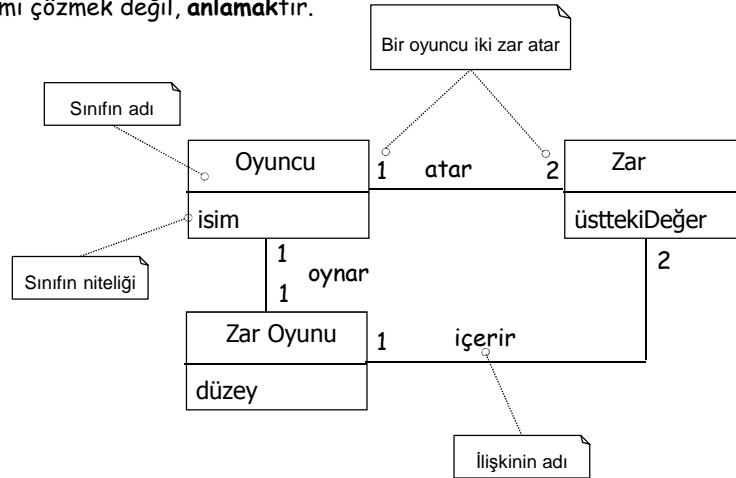 mı çözmek değil, anlamaktır.
Bir oyuncu iki zar atar
Sınıfın adı
Oyuncu
1 atar 2
Zar
isim
üsttekiDeğer
Sınıfın niteliği
1
oynar
1
2
Zar Oyunu
1 içerir
düzey
İlişkinin adı